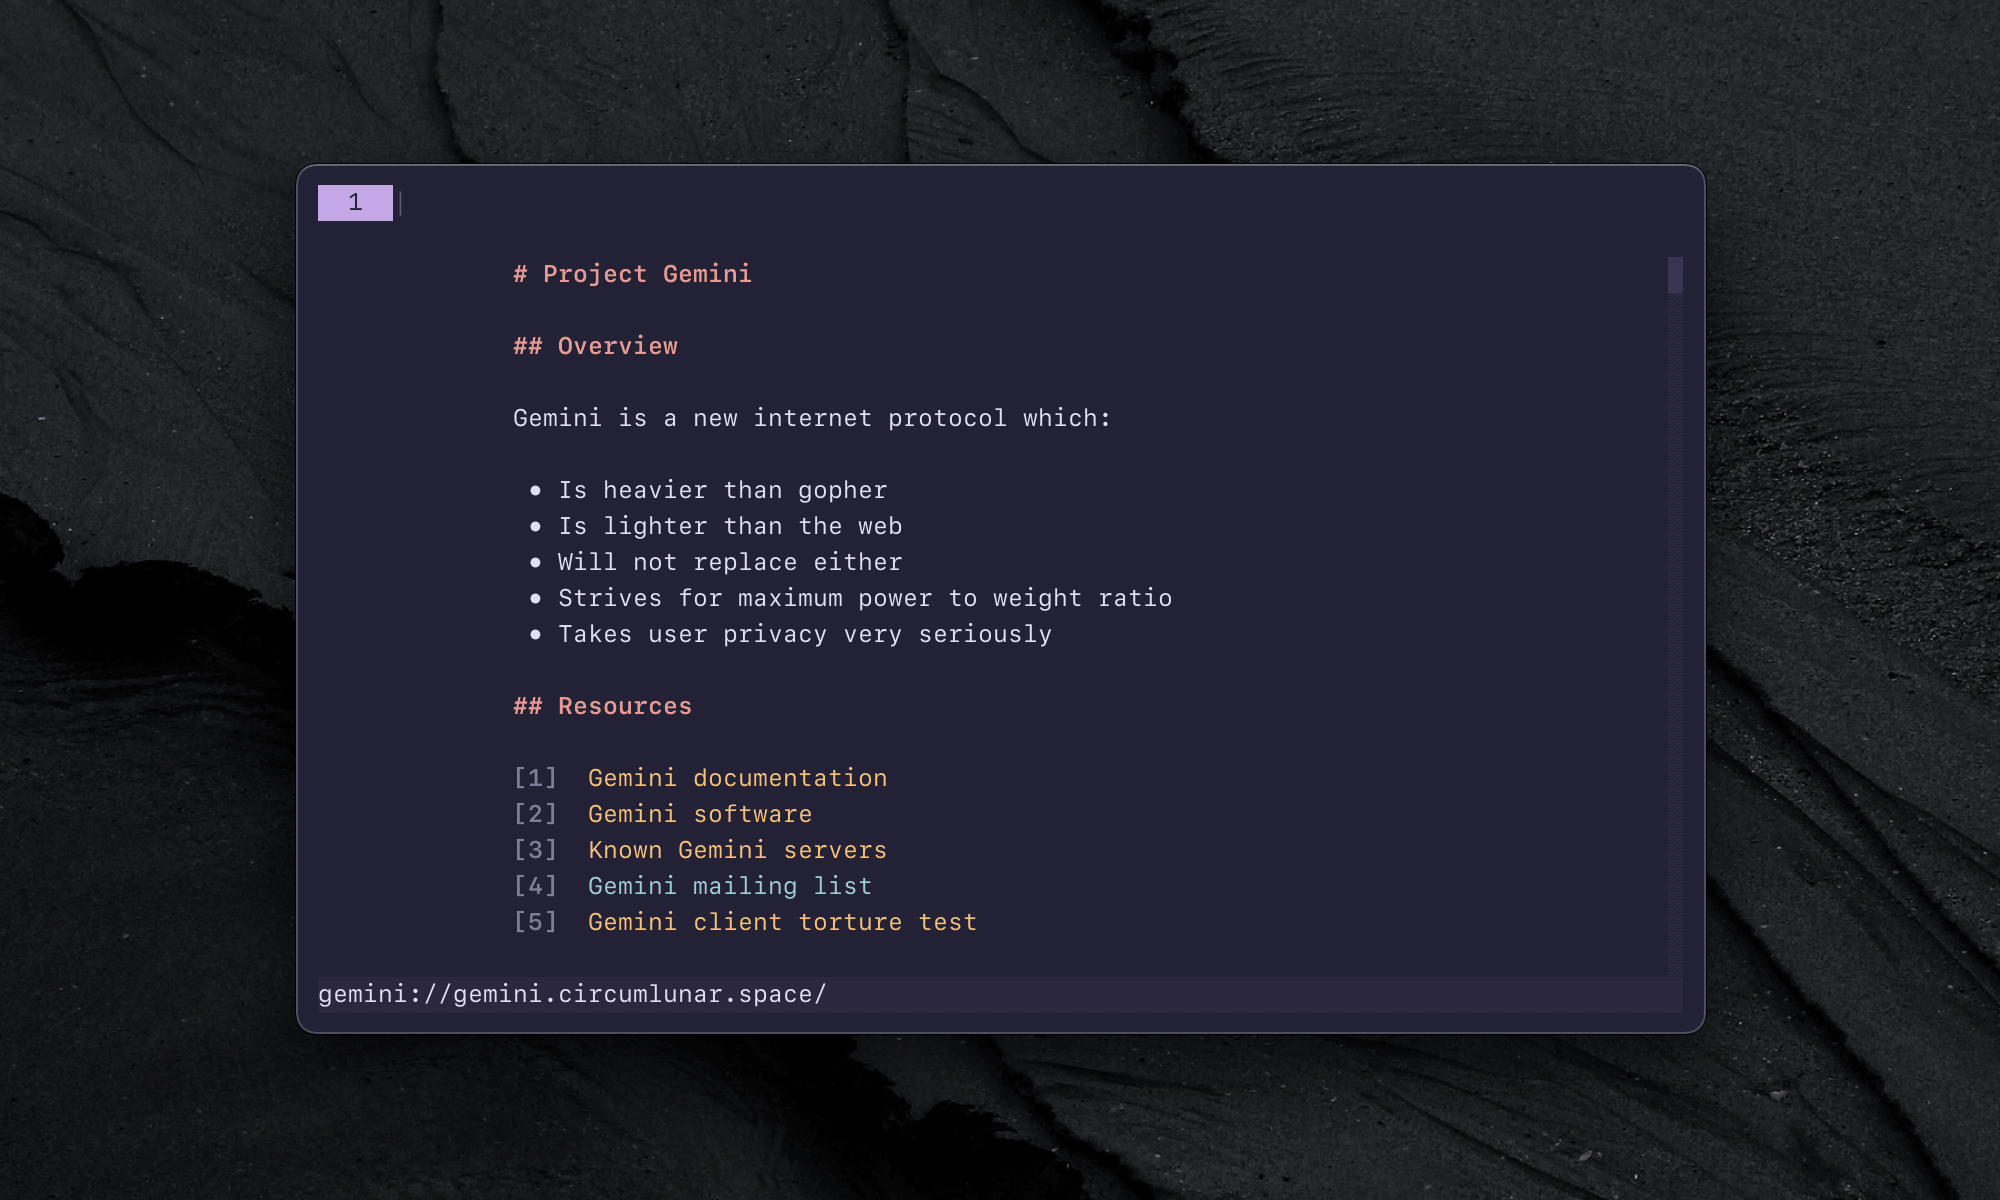 1
# Project Gemini
## Overview
Gemini is a new internet protocol which:
• Is heavier than gopher
• Is lighter than the web
• Will not replace either
• Strives for maximum power to weight ratio
• Takes user privacy very seriously
## Resources
[1] Gemini documentation
[2] Gemini software
[3] Known Gemini servers
[4] Gemini mailing list
[5] Gemini client torture test
gemini://gemini.circumlunar.space/